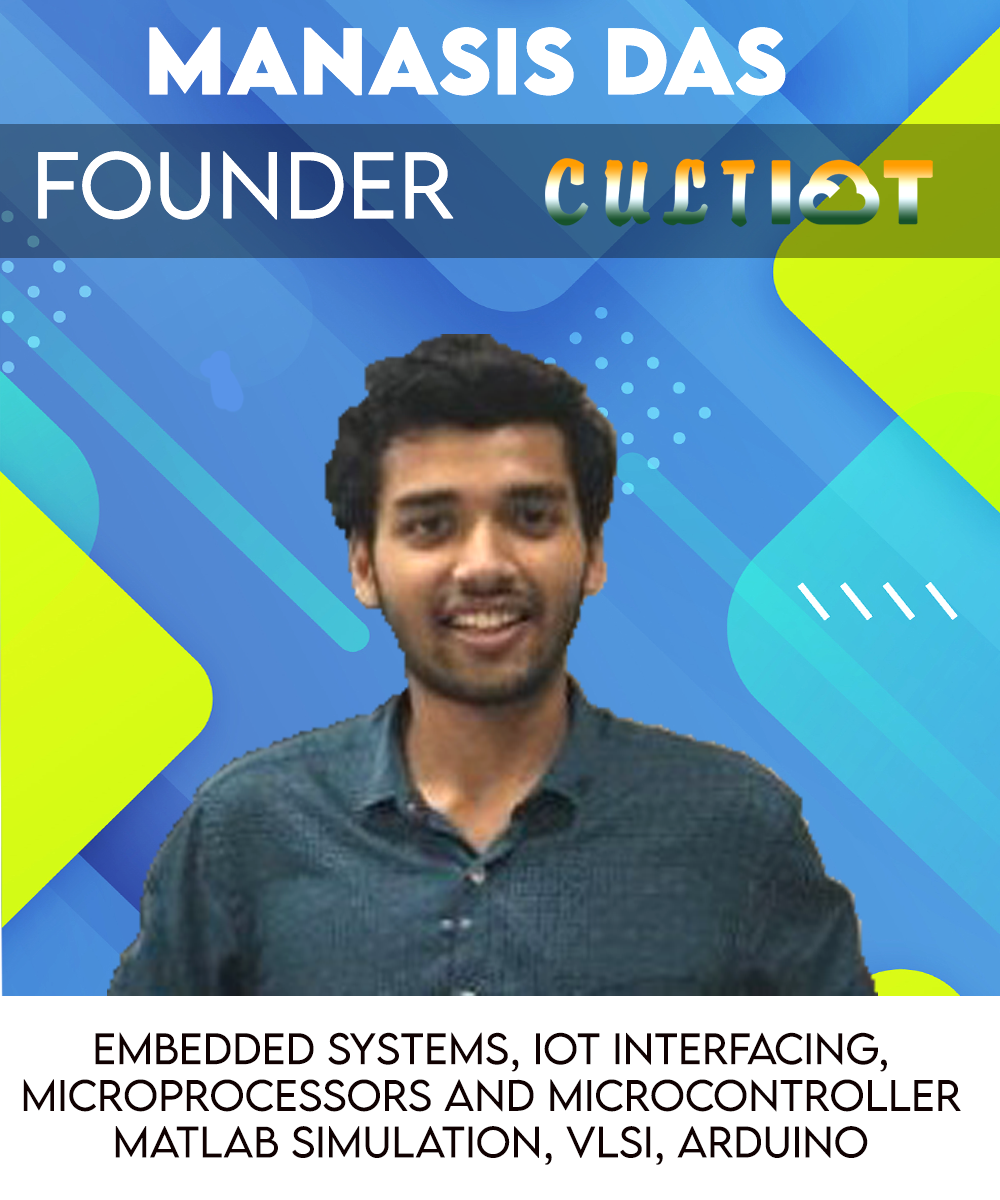 MANASIS DAS
FOUNDER CULTIOT
EMBEDDED SYSTEMS, IOT INTERFACING,
MICROPROCESSORS AND MICROCONTROLLER
MATLAB SIMULATION, VLSI, ARDUINO